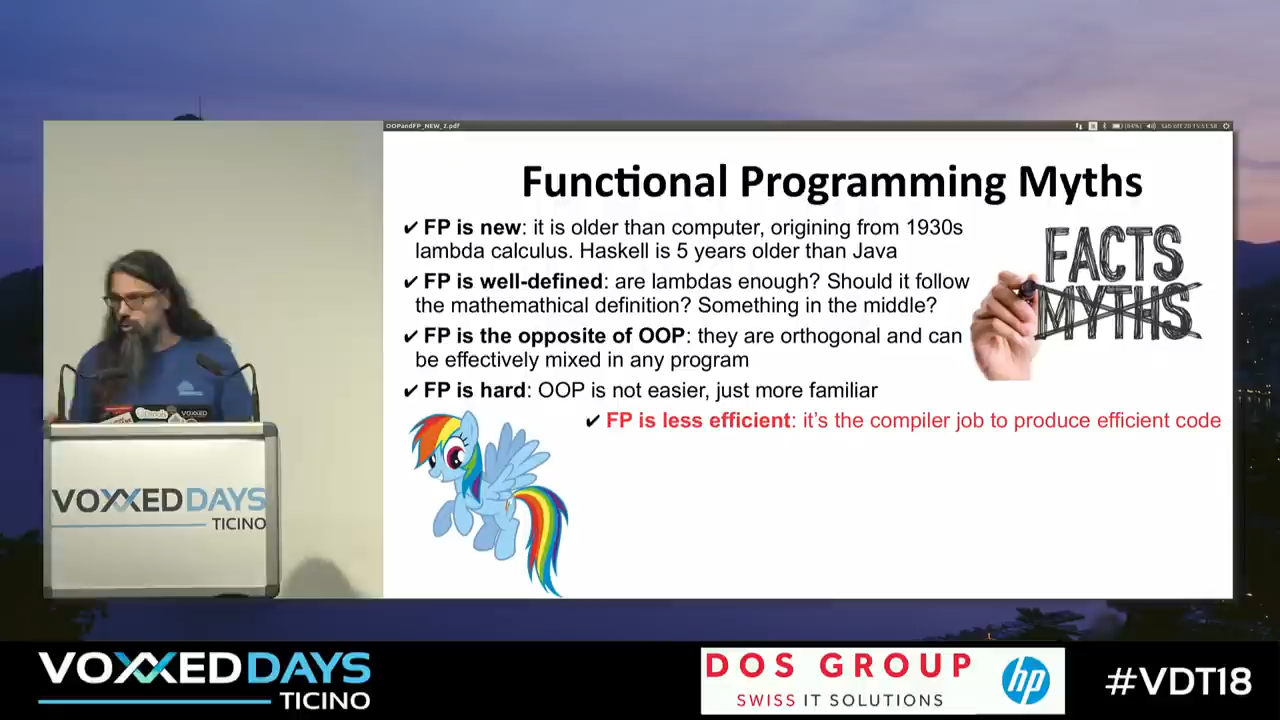 OOPandFP_NEW_2.pdf
Functional Programming Myths
✔ FP is new: it is older than computer, origining from 1930s
lambda calculus. Haskell is 5 years older than Java
✔ FP is well-defined: are lambdas enough? Should it follow
the mathemathical definition? Something in the middle?
✔ FP is the opposite of OOP: they are orthogonal and can
be effectively mixed in any program
✔ FP is hard: OOP is not easier, just more familiar
✔ FP is less efficient: it’s the compiler job to produce efficient code
FACTS
MYTHS
VOXXED
VOXXED DAYS
TICINO
VOXXED DAYS
TICINO
DOS GROUP
SWISS IT SOLUTIONS
hp
#VDT18